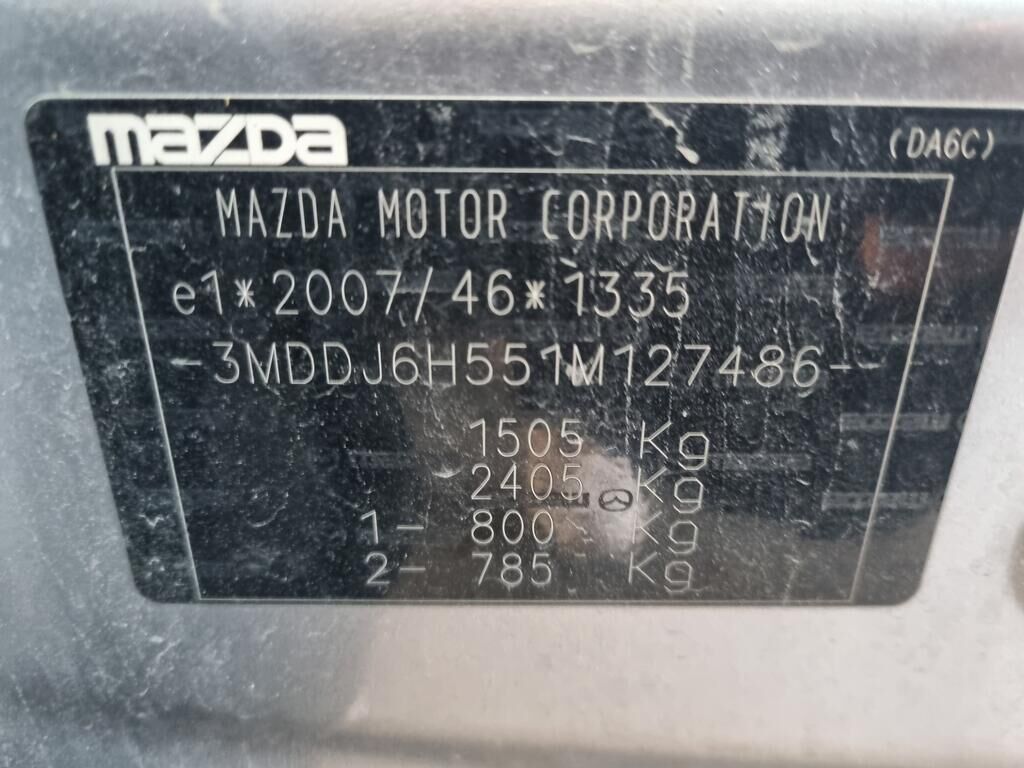 mazda
(DA6C)
MAZDA MOTOR CORPORATION
e1*2007/46*1335
-3MDDJ6H551M127486-
1505 Kg
2405 Kg
1- 800 Kg
2- 785 Kg